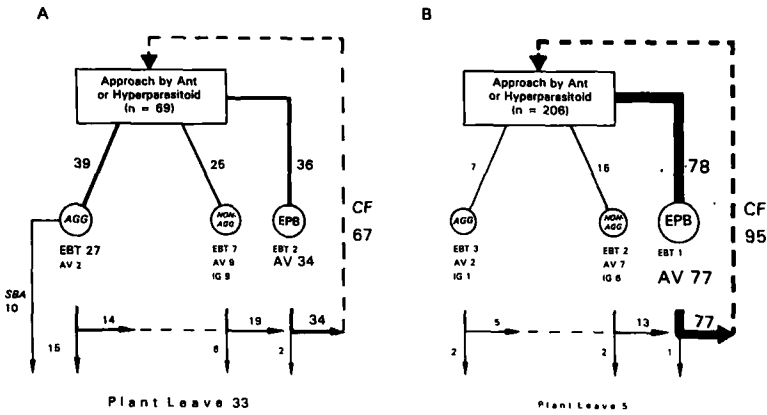 A
Approach by Ant
or Hyperparasitoid
(n = 69)
39
25
36
CF
67
AGG
NON-
AGG
EPB
EBT 27
AV 2
EBT 7
AV 9
IG 9
EBT 2
AV 34
SBA
10
14
19
34
15
6
2
Plant Leave 33
B
Approach by Ant
or Hyperparasitoid
(n = 206)
7
16
78
CF
95
AGG
NON-
AGG
EPB
EBT 3
AV 2
IG 1
EBT 2
AV 7
IG 6
EBT 1
AV 77
5
13
77
2
2
1
Plant Leave 5